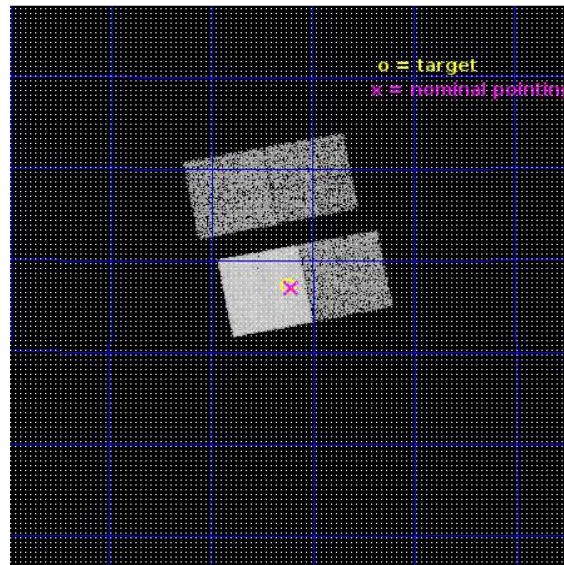 o = target
x = nominal pointing